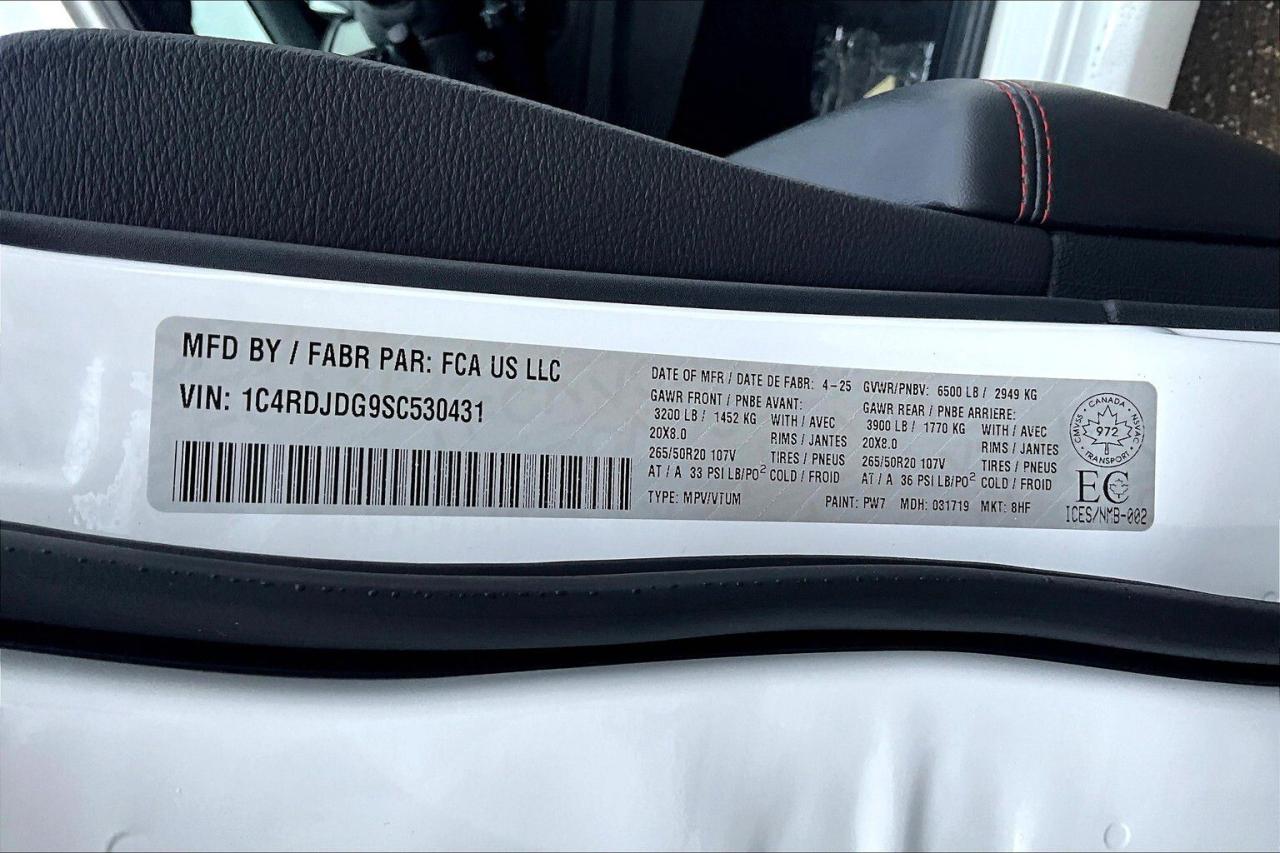 MFD BY / FABR PAR: FCA US LLC
VIN: 1C4RDJDG9SC530431
DATE OF MFR / DATE DE FABR: 4-25 GVWR/PNBV: 6500 LB / 2949 KG
GAWR FRONT / PNBE AVANT:
3200 LB / 1452 KG WITH / AVEC
20X8.0 RIMS / JANTES
265/50R20 107V TIRES / PNEUS
AT / A 33 PSI LB/PO² COLD / FROID
GAWR REAR / PNBE ARRIERE:
3900 LB / 1770 KG WITH / AVEC
20X8.0 RIMS / JANTES
265/50R20 107V TIRES / PNEUS
AT / A 36 PSI LB/PO² COLD / FROID
TYPE: MPV/VTUM PAINT: PW7 MDH: 031719 MKT: 8HF
CANADA
CMVSS 972 NSVAC
TRANSPORT
EC
ICES/NMB-002